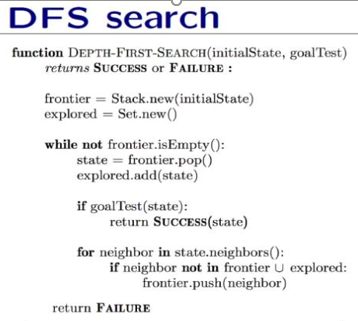 DFS search
function DEPTH-FIRST-SEARCH(initialState, goalTest)
returns SUCCESS or FAILURE :
frontier = Stack.new(initialState)
explored = Set.new()
while not frontier.isEmpty():
state = frontier.pop()
explored.add(state)
if goalTest(state):
return SUCCESS(state)
for neighbor in state.neighbors():
if neighbor not in frontier ∪ explored:
frontier.push(neighbor)
return FAILURE